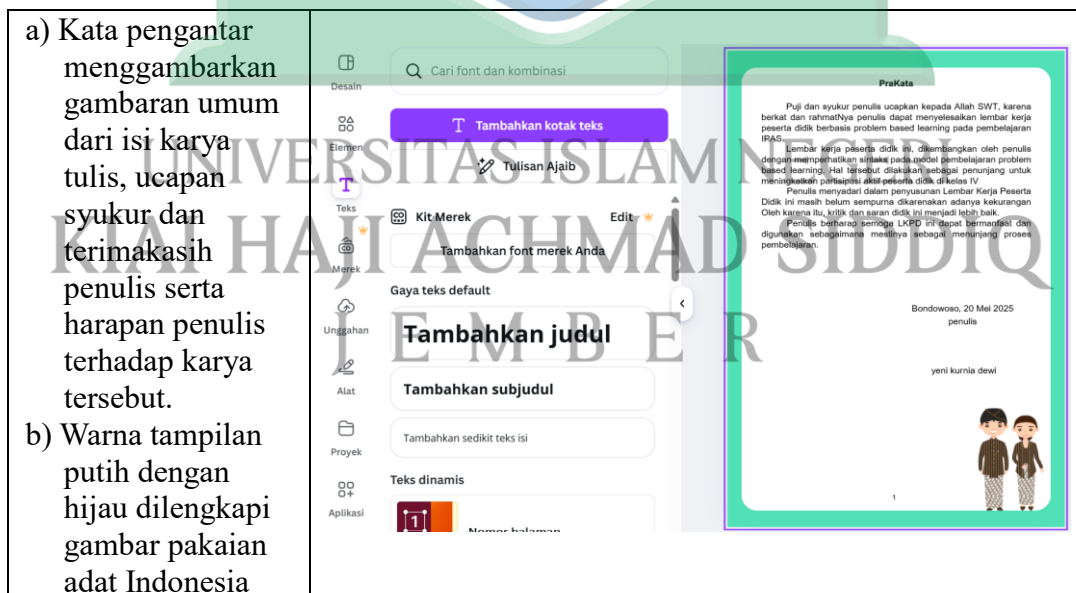 a) Kata pengantar
menggambarkan
gambaran umum
dari isi karya
tulis, ucapan
syukur dan
terimakasih
penulis serta
harapan penulis
terhadap karya
tersebut.
b) Warna tampilan
putih dengan
hijau dilengkapi
gambar pakaian
adat Indonesia
Desain
Elemen
Teks
Merek
Unggahan
Alat
Proyek
Aplikasi
Cari font dan kombinasi
T Tambahkan kotak teks
Tulisan Ajaib
Kit Merek Edit
Tambahkan font merek Anda
Gaya teks default
Tambahkan judul
Tambahkan subjudul
Tambahkan sedikit teks isi
Teks dinamis
1
Nomor halaman
PraKata
Puji dan syukur penulis ucapkan kepada Allah SWT, karena
berkat dan rahmatNya penulis dapat menyelesaikan lembar kerja
peserta didik berbasis problem based learning pada pembelajaran
IPAS.
Lembar kerja peserta didik ini, dikembangkan oleh penulis
dengan memperhatikan sintaks pada model pembelajaran problem
based learning. Hal tersebut dilakukan sebagai penunjang untuk
meningkatkan partisipasi aktif peserta didik di kelas IV
Penulis menyadari dalam penyusunan Lembar Kerja Peserta
Didik ini masih belum sempurna dikarenakan adanya kekurangan
Oleh karena itu, kritik dan saran didik ini menjadi lebih baik.
Penulis berharap semoga LKPD ini dapat bermanfaat dan
digunakan sebagaimana mestinya sebagai menunjang proses
pembelajaran.
Bondowoso, 20 Mei 2025
penulis
yeni kurnia dewi
1
UNIVERSITAS ISLAM NEGERI
KIAI HAJI ACHMAD SIDDIQ
JEMBER